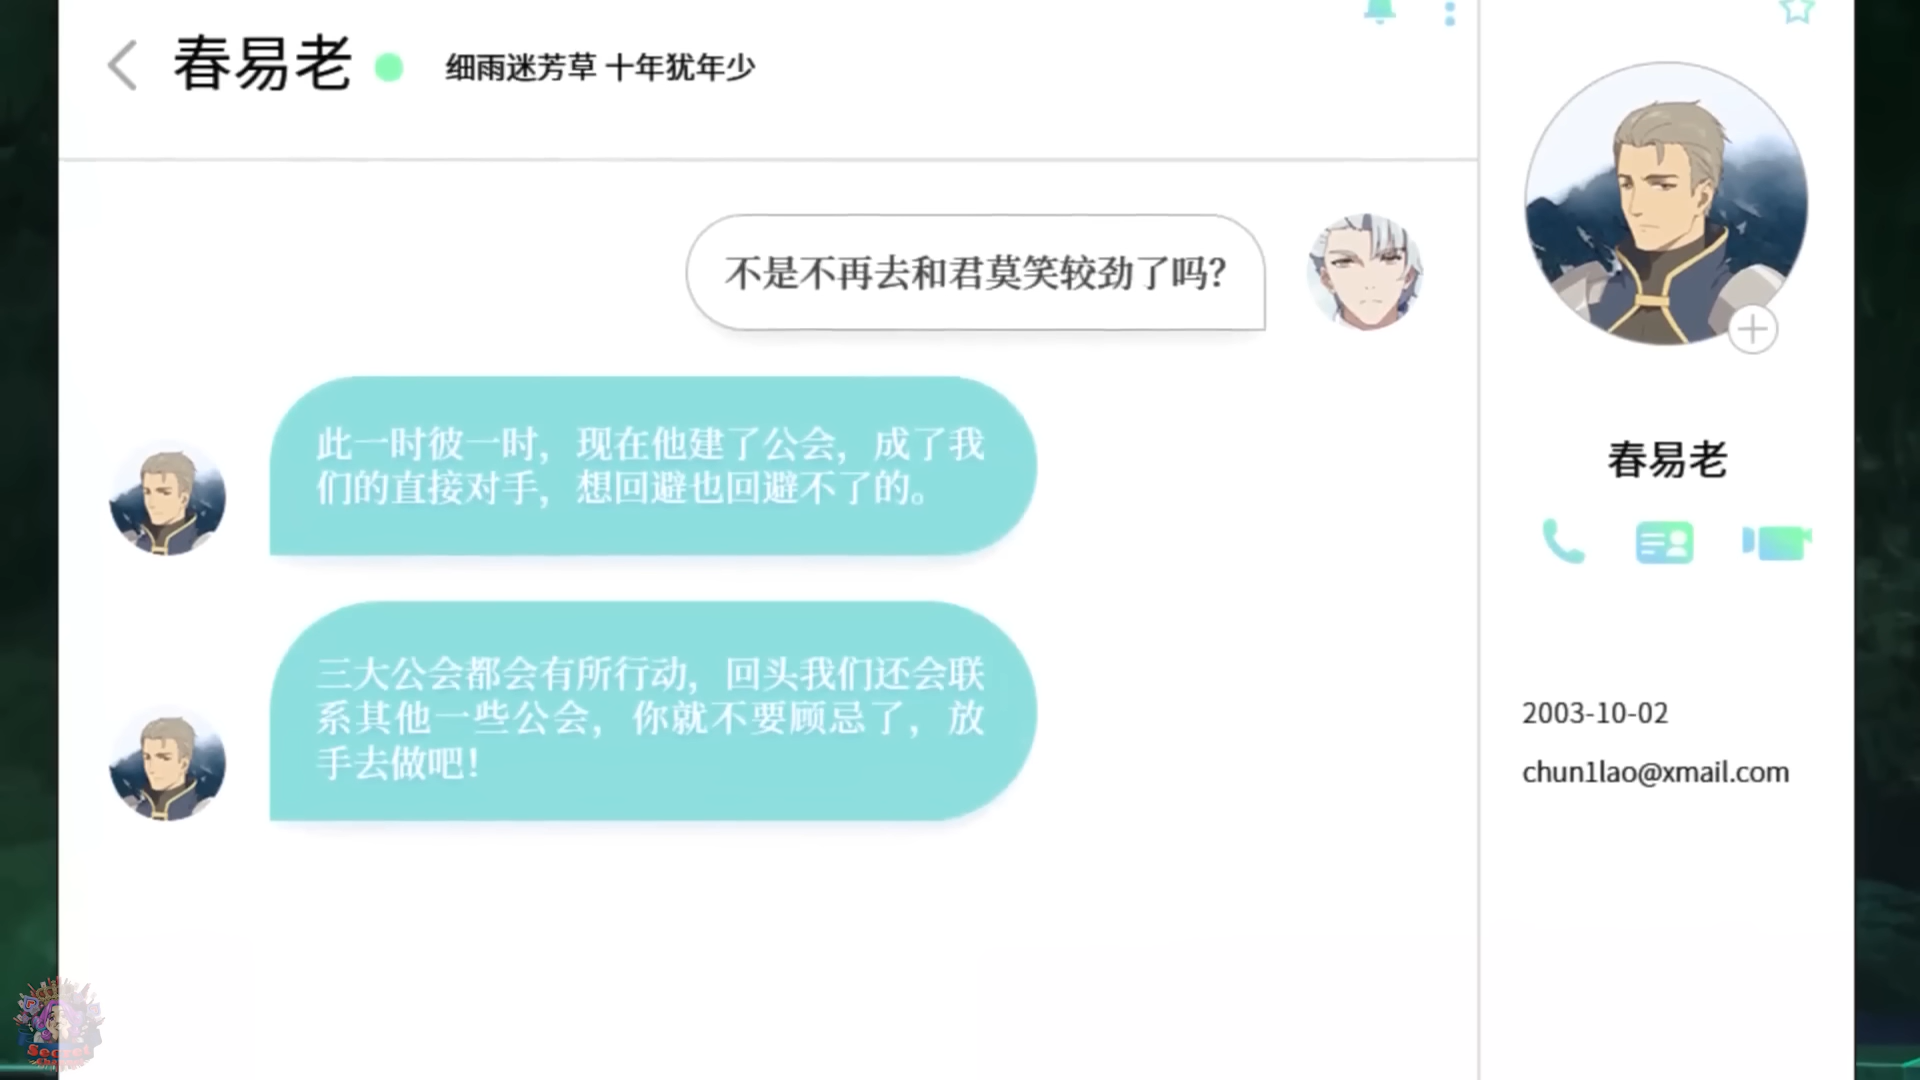 春易老
细雨迷芳草 十年犹年少
不是不再去和君莫笑较劲了吗？
此一时彼一时，现在他建了公会，成了我
们的直接对手，想回避也回避不了的。
三大公会都会有所行动，回头我们还会联
系其他一些公会，你就不要顾忌了，放
手去做吧！
春易老
2003-10-02
chun1lao@xmail.com
Secret